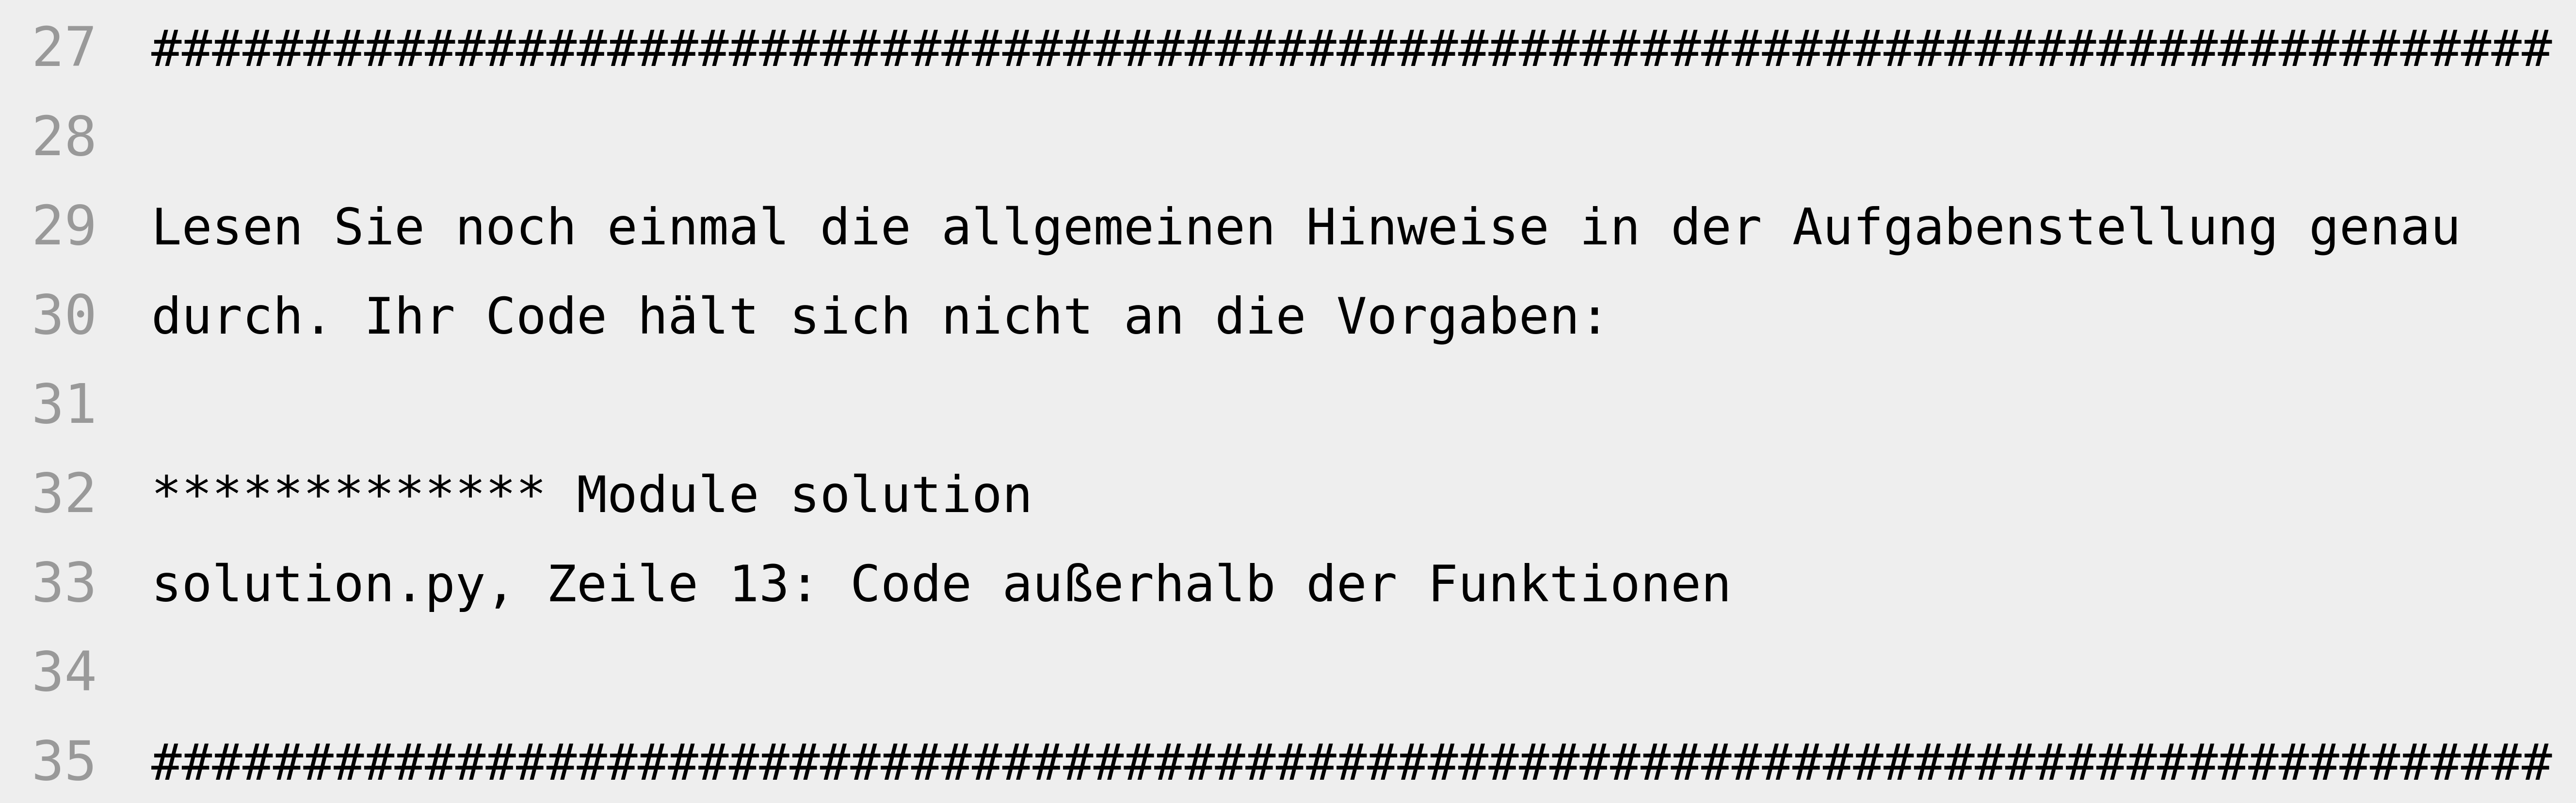 27 ###############################################################################
28
29 Lesen Sie noch einmal die allgemeinen Hinweise in der Aufgabenstellung genau
30 durch. Ihr Code hält sich nicht an die Vorgaben:
31
32 ************* Module solution
33 solution.py, Zeile 13: Code außerhalb der Funktionen
34
35 ###############################################################################